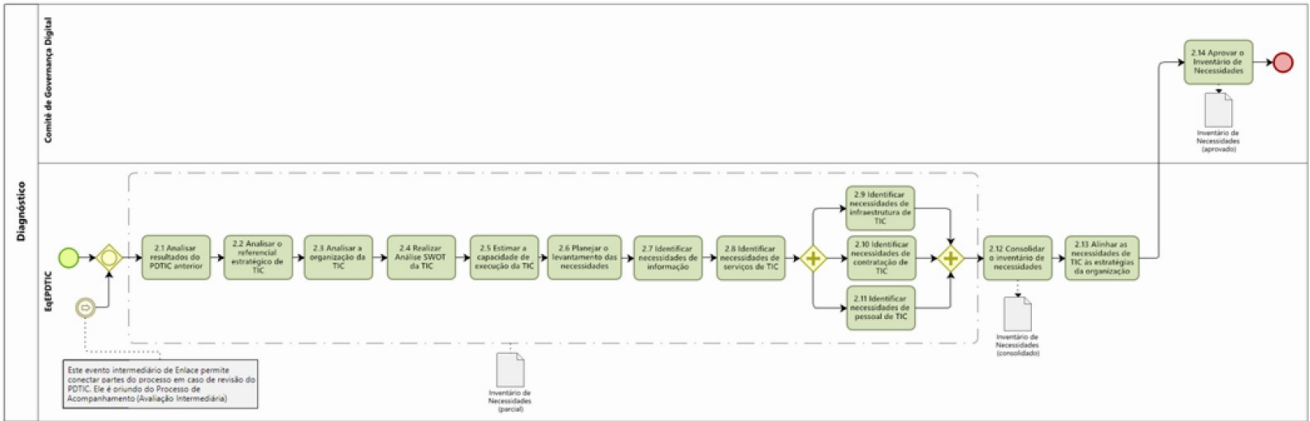 Diagnóstico
Comitê de Governança Digital
2.14 Aprovar o
Inventário de
Necessidades
Inventário de
Necessidades
(aprovado)
EqEPDTIC
2.1 Analisar
resultados do
PDTIC anterior
2.2 Analisar o
referencial
estratégico de
TIC
2.3 Analisar a
organização da
TIC
2.4 Realizar
Análise SWOT
da TIC
2.5 Estimar a
capacidade de
execução da TIC
2.6 Planejar o
levantamento das
necessidades
2.7 Identificar
necessidades de
informação
2.8 Identificar
necessidades de
serviços de TIC
2.9 Identificar
necessidades de
infraestrutura de
TIC
2.10 Identificar
necessidades de
contratação de
TIC
2.11 Identificar
necessidades de
pessoal de TIC
2.12 Consolidar
o inventário de
necessidades
2.13 Alinhar as
necessidades de
TIC às estratégias
da organização
Inventário de
Necessidades
(consolidado)
Inventário de
Necessidades
(parcial)
Este evento intermediário de Enlace permite
conectar partes do processo em caso de revisão do
PDTIC. Ele é oriundo do Processo de
Acompanhamento (Avaliação Intermediária)